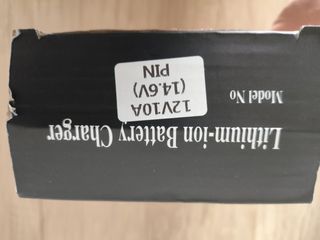 Lithium-ion Battery Charger
Model No
12V10A
(14.6V)
PIN